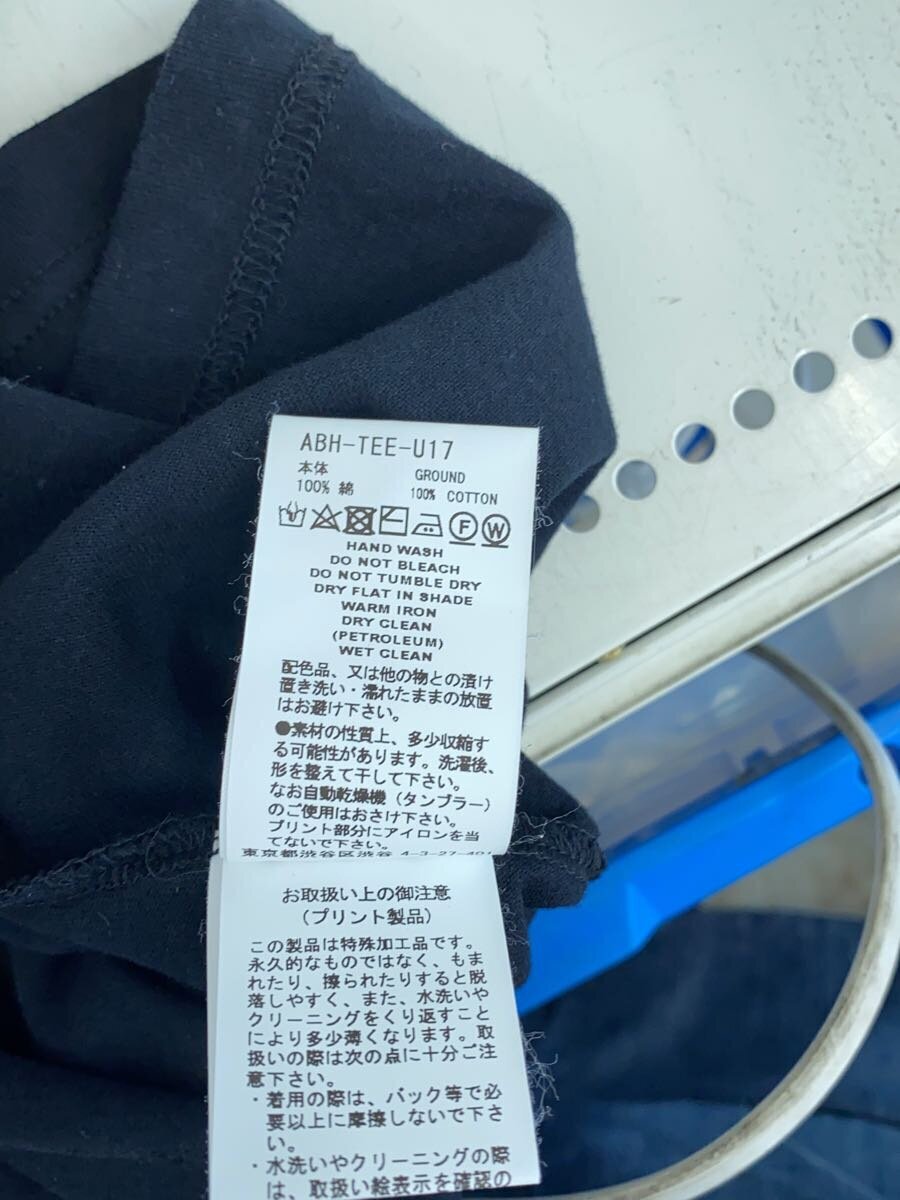 ABH-TEE-U17
本体 GROUND
100% 綿 100% COTTON
F W
HAND WASH
DO NOT BLEACH
DO NOT TUMBLE DRY
DRY FLAT IN SHADE
WARM IRON
DRY CLEAN
(PETROLEUM)
WET CLEAN
配色品、又は他の物との漬け
置き洗い・濡れたままの放置
はお避け下さい。
●素材の性質上、多少収縮す
る可能性があります。洗濯後、
形を整えて干して下さい。
なお自動乾燥機（タンブラー）
のご使用はおさけ下さい。
プリント部分にアイロンを当
てないで下さい。
東京都渋谷区渋谷 4-3-27-401
お取扱い上の御注意
（プリント製品）
この製品は特殊加工品です。
永久的なものではなく、もま
れたり、擦られたりすると脱
落しやすく、また、水洗いや
クリーニングをくり返すこと
により多少薄くなります。取
扱いの際は次の点に十分ご注
意下さい。
・着用の際は、バック等で必
要以上に摩擦しないで下さ
い。
・水洗いやクリーニングの際
は、取扱い絵表示を確認の